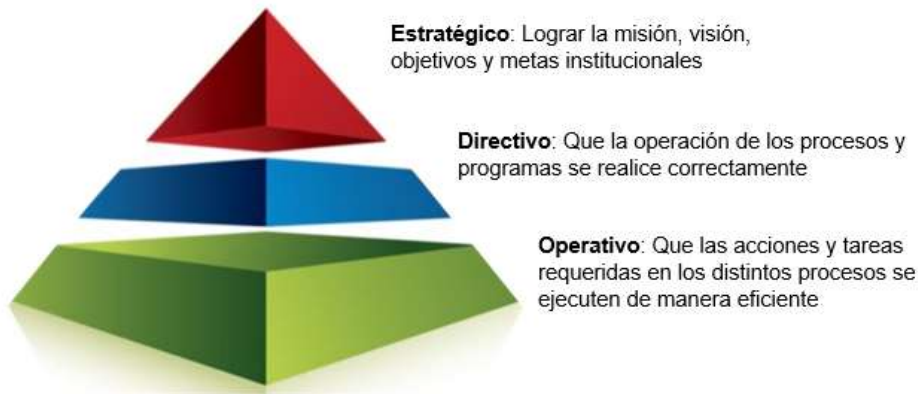 Estratégico: Lograr la misión, visión,
objetivos y metas institucionales
Directivo: Que la operación de los procesos y
programas se realice correctamente
Operativo: Que las acciones y tareas
requeridas en los distintos procesos se
ejecuten de manera eficiente